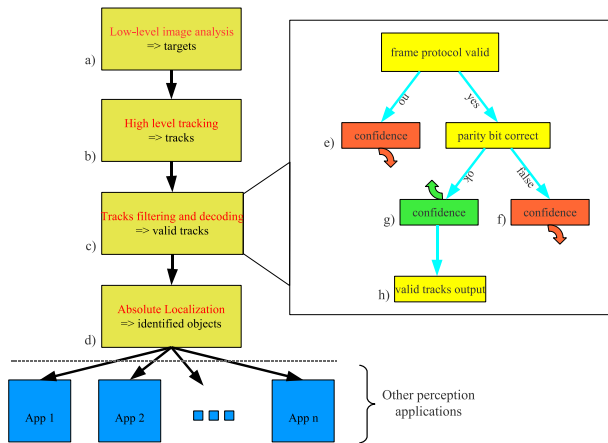 Low-level image analysis
=> targets
a)
High level tracking
=> tracks
b)
Tracks filtering and decoding
=> valid tracks
c)
Absolute Localization
=> identified objects
d)
App 1
App 2
App n
Other perception
applications
frame protocol valid
no
yes
confidence
e)
parity bit correct
ok
false
confidence
g)
confidence
f)
valid tracks output
h)